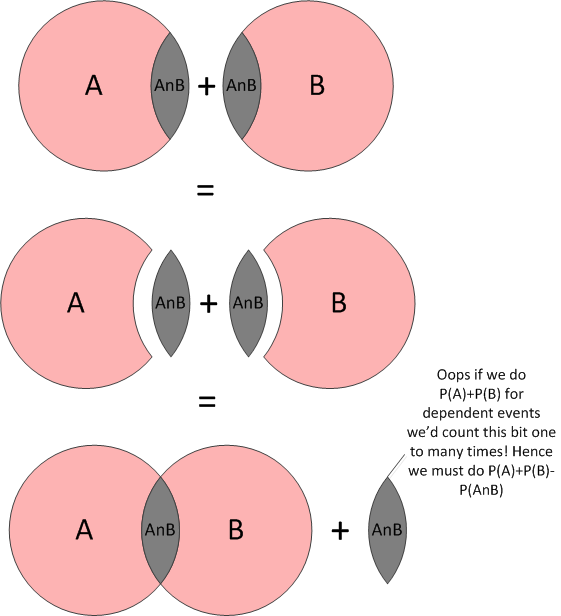 A AnB + AnB B
=
A AnB + AnB B
=
Oops if we do
P(A)+P(B) for
dependent events
we'd count this bit one
to many times! Hence
we must do P(A)+P(B)-
P(AnB)
A AnB B + AnB